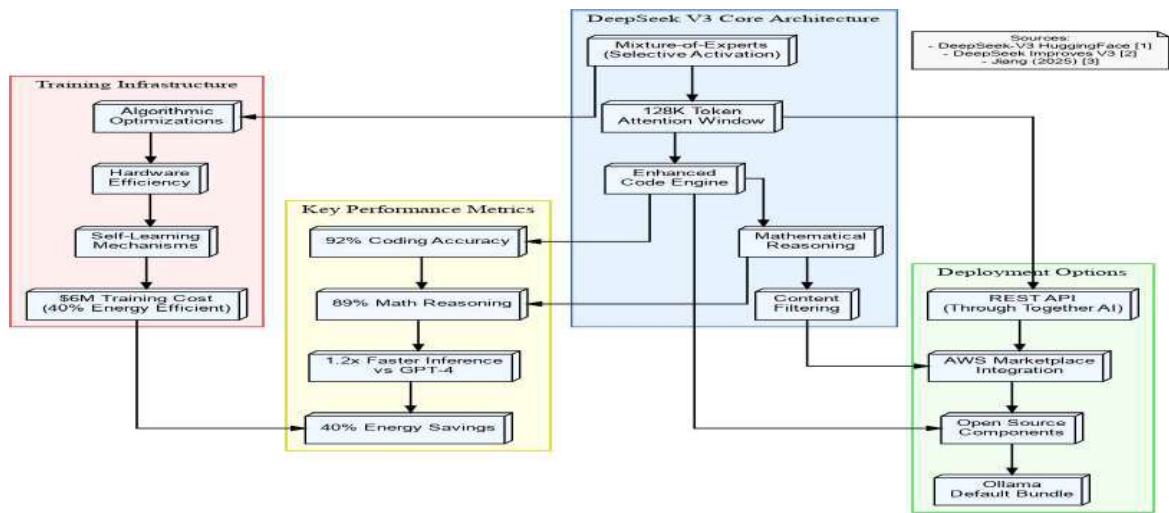 DeepSeek V3 Core Architecture
Mixture-of-Experts
(Selective Activation)
128K Token
Attention Window
Enhanced
Code Engine
Mathematical
Reasoning
Content
Filtering
Sources:
- DeepSeek-V3 HuggingFace [1]
- DeepSeek Improves V3 [2]
- Jiang (2025) [3]
Training Infrastructure
Algorithmic
Optimizations
Hardware
Efficiency
Self-Learning
Mechanisms
$6M Training Cost
(40% Energy Efficient)
Key Performance Metrics
92% Coding Accuracy
89% Math Reasoning
1.2x Faster Inference
vs GPT-4
40% Energy Savings
Deployment Options
REST API
(Through Together AI)
AWS Marketplace
Integration
Open Source
Components
Ollama
Default Bundle